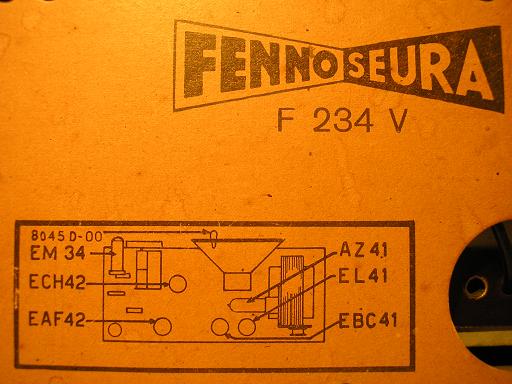 FENNOSEURA
F 234 V
8045 D-00
EM 34
AZ 41
ECH42
EL41
EAF42
EBC41